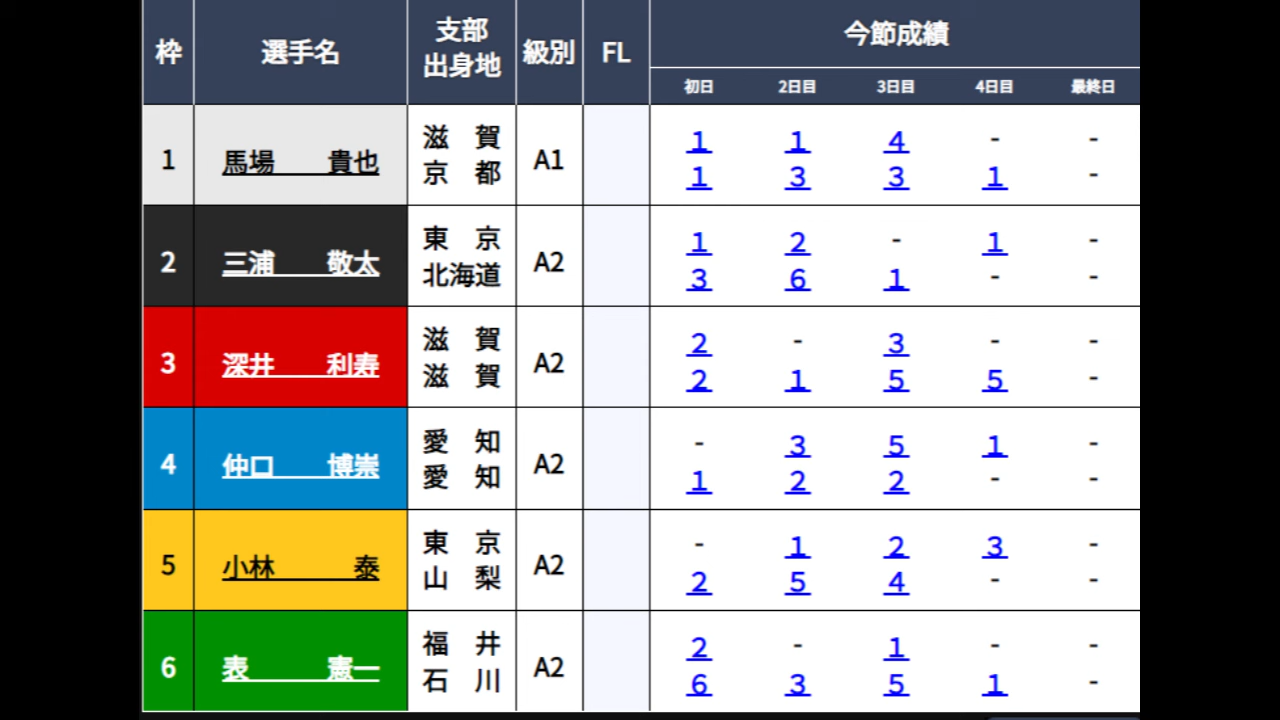 枠 選手名 支部 出身地 級別 FL 今節成績
初日 2日目 3日目 4日目 最終日
1 馬場 貴也 滋賀 A1 1 1 4 - -
京都 1 3 3 1 -
2 三浦 敬太 東京 A2 1 2 - 1 -
北海道 3 6 1 - -
3 深井 利寿 滋賀 A2 2 - 3 - -
滋賀 2 1 5 5 -
4 仲口 博崇 愛知 A2 - 3 5 1 -
愛知 1 2 2 - -
5 小林 泰 東京 A2 - 1 2 3 -
山梨 2 5 4 - -
6 表 憲一 福井 A2 2 - 1 - -
石川 6 3 5 1 -